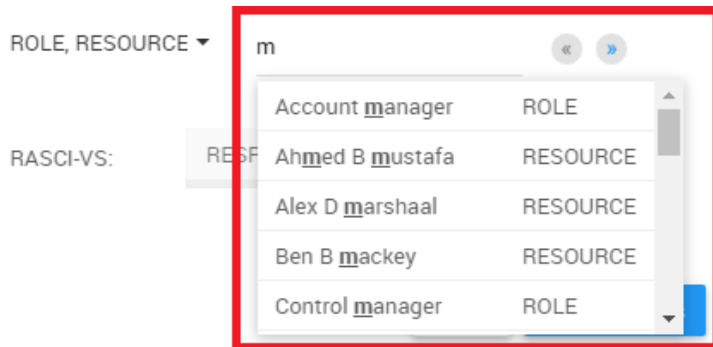 ROLE, RESOURCE m « »
Account manager ROLE
RASCI-VS: RESP
Ahmed B mustafa RESOURCE
Alex D marshaal RESOURCE
Ben B mackey RESOURCE
Control manager ROLE